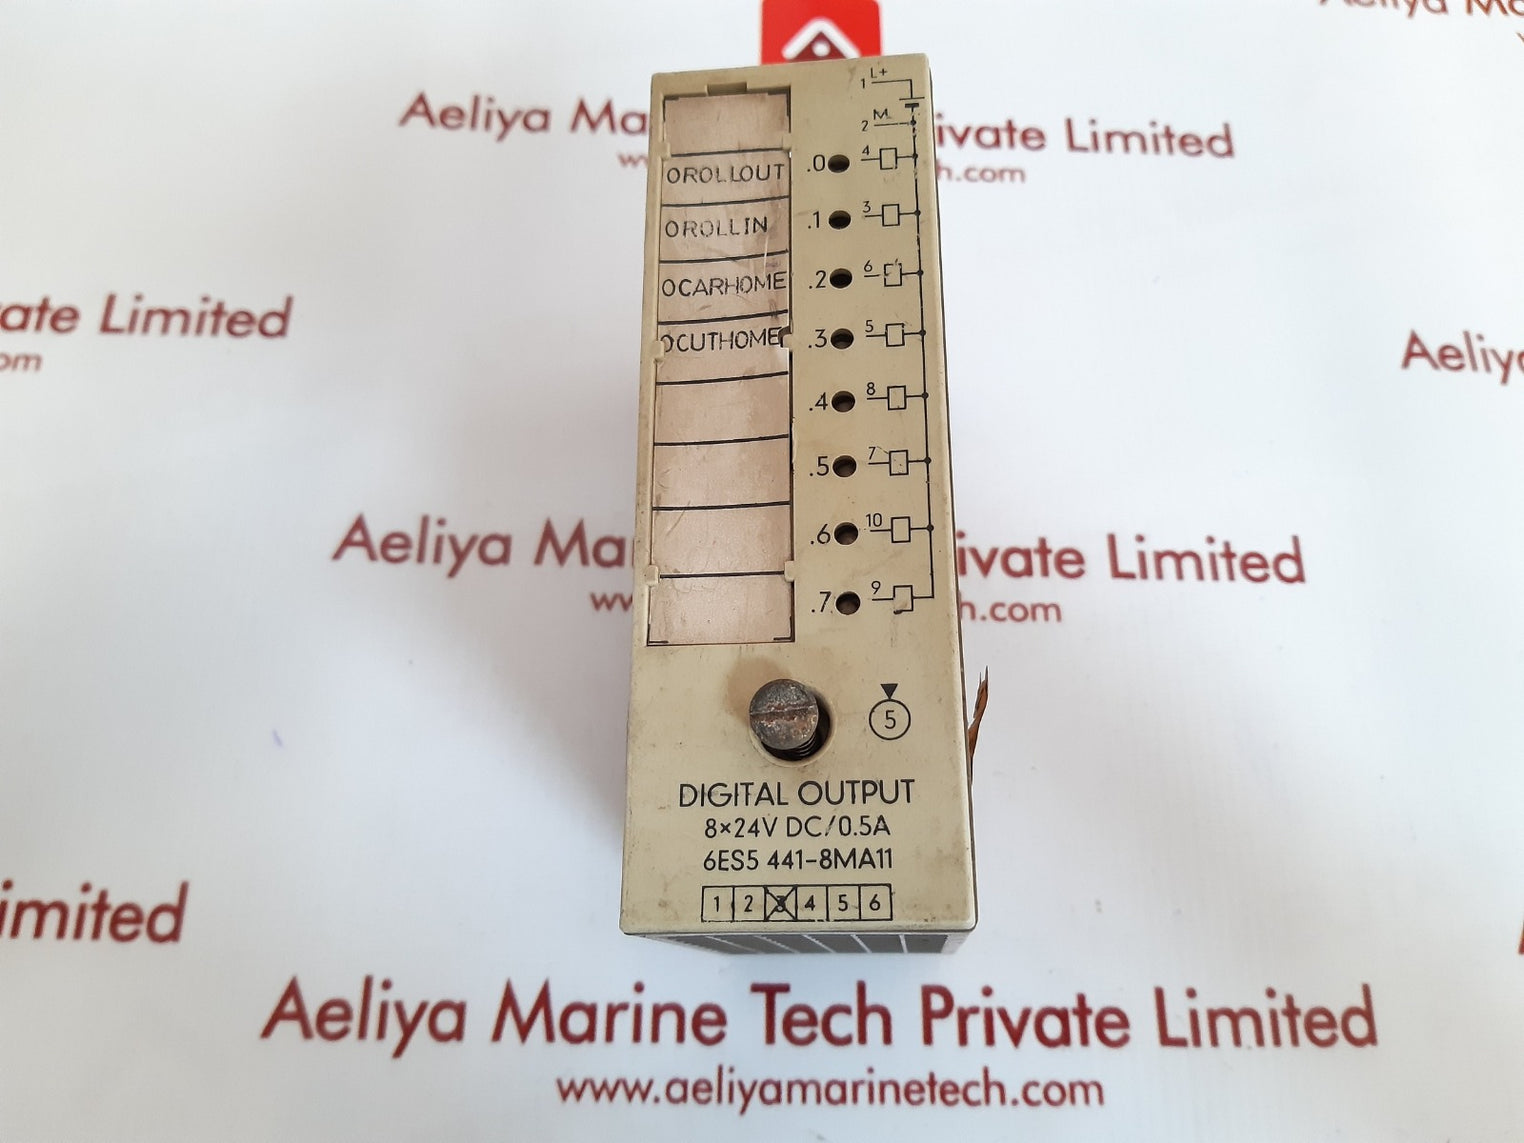 Aeliya Ma
ivate Limited
h.com
L+
1
M
2
OROLLOUT
.0
4
OROLLIN
.1
3
OCARHOME
.2
6
OCUTHOME
.3
5
.4
8
.5
7
.6
10
.7
9
ate Limited
om
Aeliy
Aeliya Ma
ivate Limited
h.com
5
DIGITAL OUTPUT
8×24V DC/0.5A
6ES5 441-8MA11
1 2 3 4 5 6
imited
Aeliya Marine Tech Private Limited
www.aeliyamarinetech.com